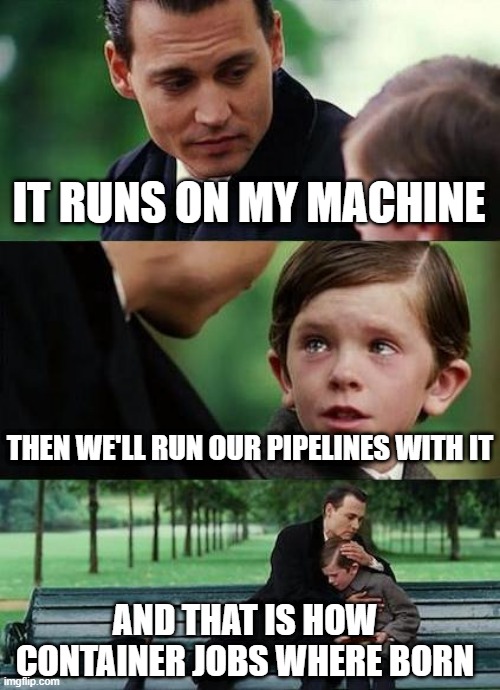 IT RUNS ON MY MACHINE
THEN WE'LL RUN OUR PIPELINES WITH IT
AND THAT IS HOW
CONTAINER JOBS WHERE BORN
imgflip.com